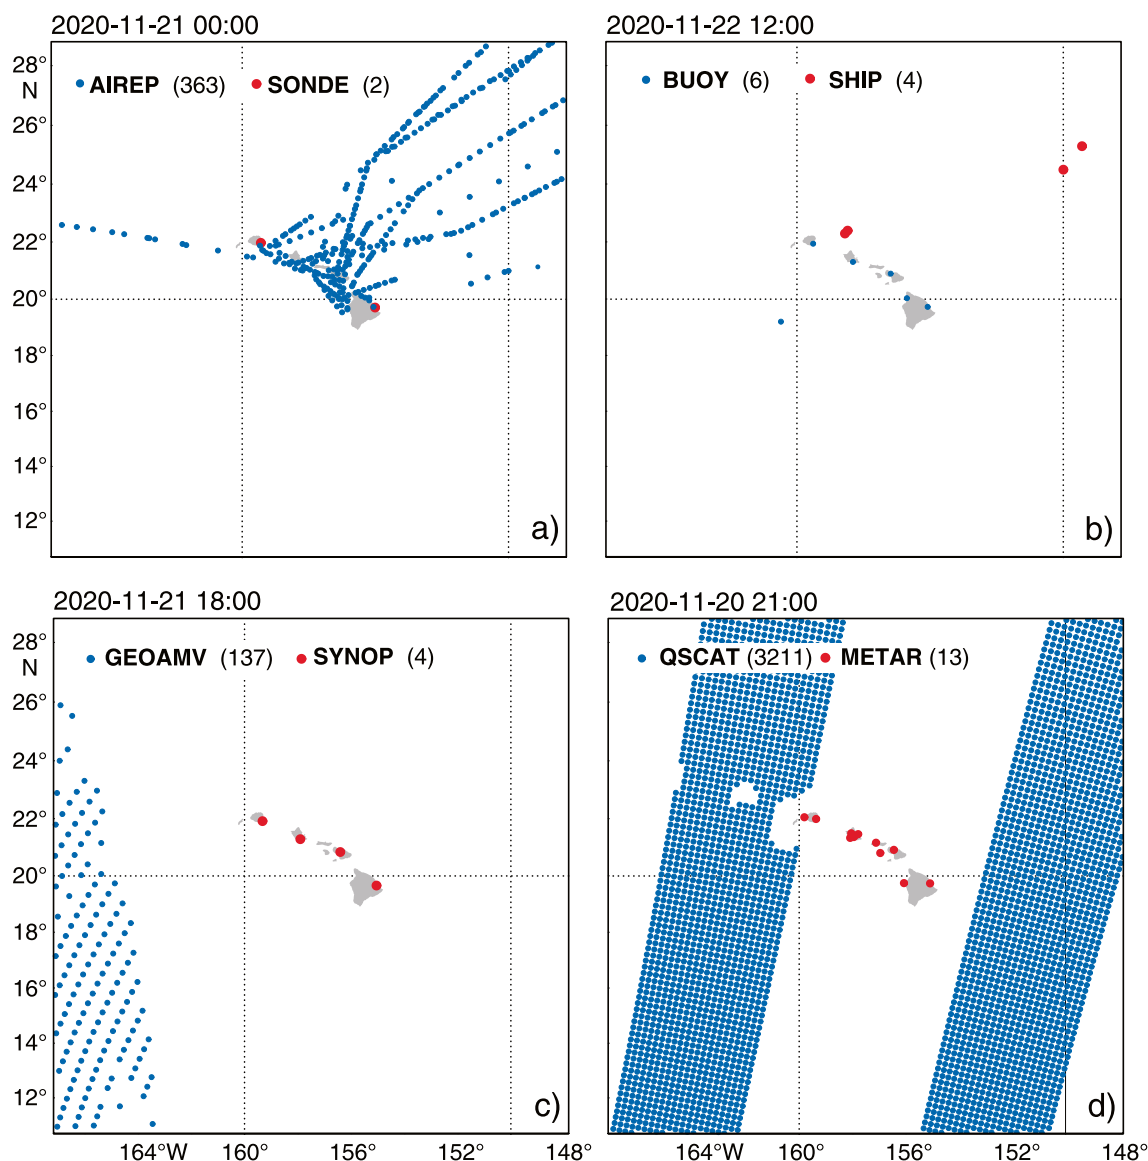 2020-11-21 00:00
2020-11-22 12:00
AIREP (363) SONDE (2)
BUOY (6) SHIP (4)
28°
N
26°
24°
22°
20°
18°
16°
14°
12°
a)
b)
2020-11-21 18:00
2020-11-20 21:00
GEOAMV (137) SYNOP (4)
QSCAT (3211) METAR (13)
28°
N
26°
24°
22°
20°
18°
16°
14°
12°
c)
d)
164°W 160° 156° 152° 148°
164°W 160° 156° 152° 148°